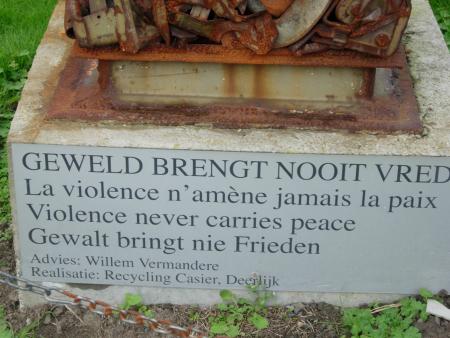 GEWELD BRENGT NOOIT VRED
La violence n'amène jamais la paix
Violence never carries peace
Gewalt bringt nie Frieden
Advies: Willem Vermandere
Realisatie: Recycling Casier, Deerlijk